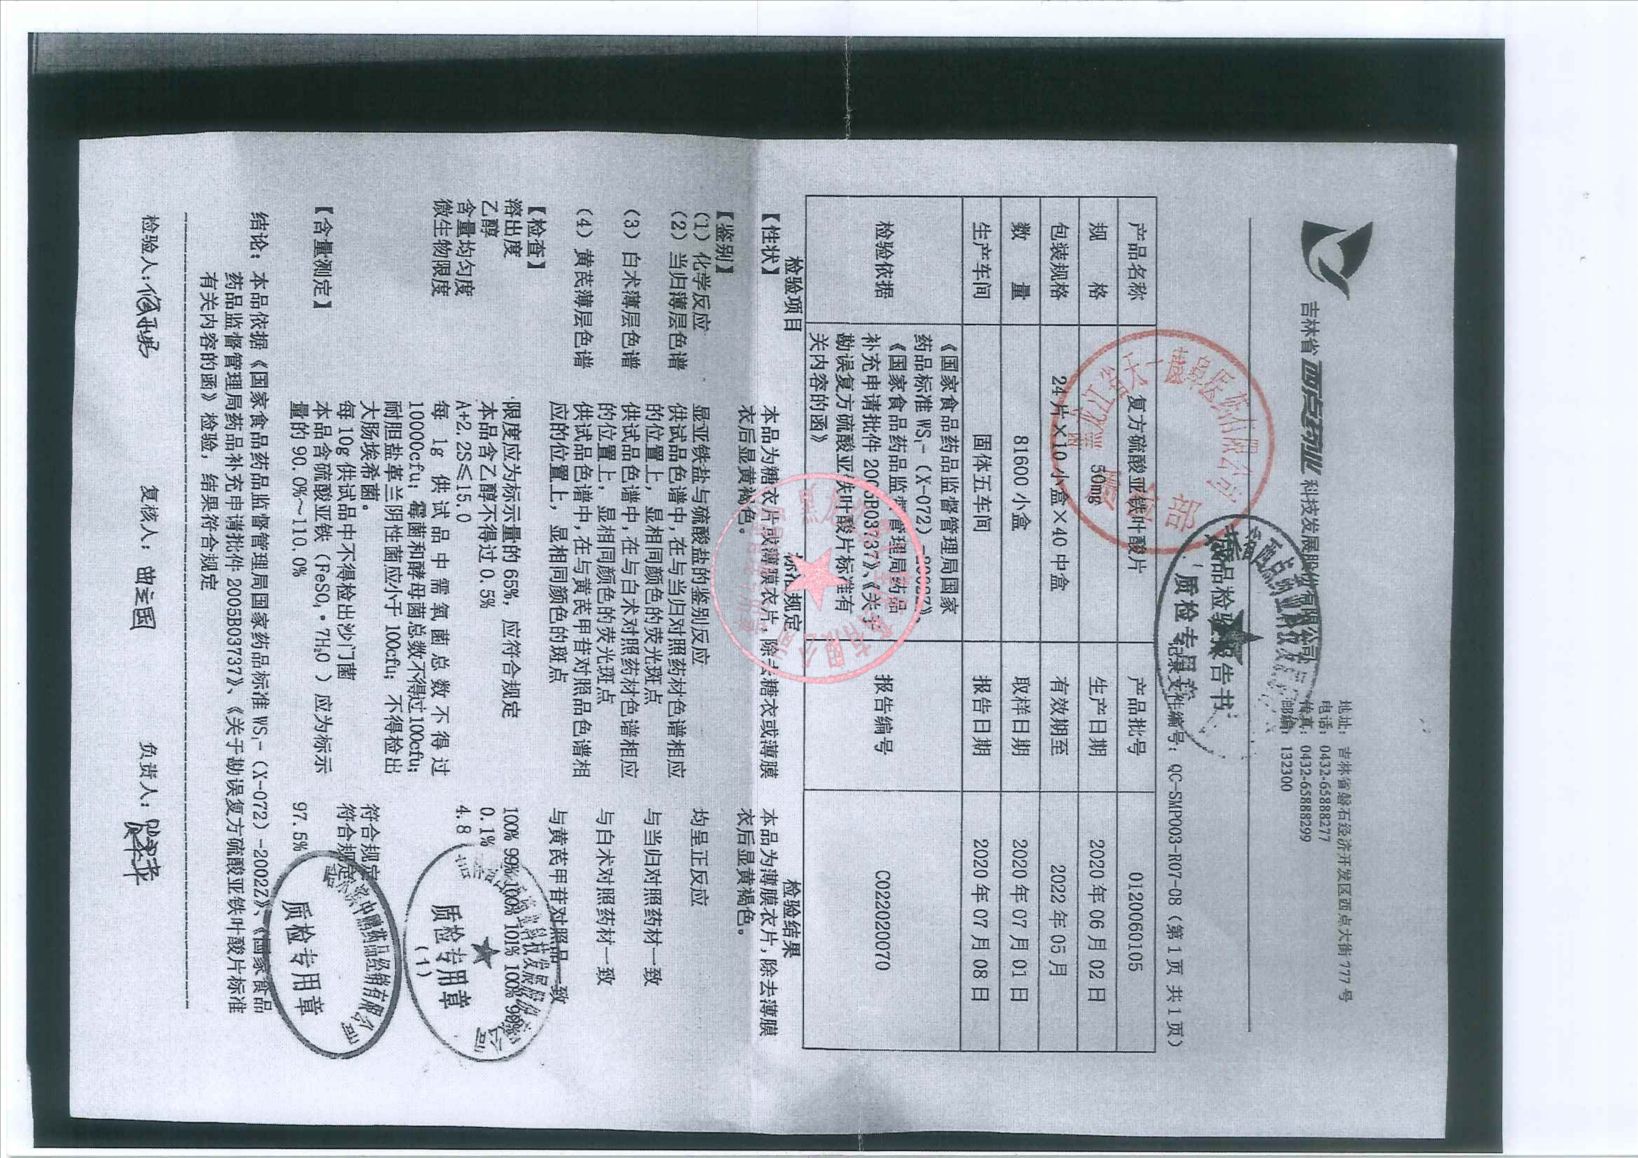 吉林省西点药业科技发展股份有限公司
地址：吉林省磐石经济开发区西点大街777号
电话：0432-65888277
传真：0432-65888299
邮编：132300
成品检验报告书
记录文件编号：QC-SMP003-R07-08（第1页 共1页）
产品名称 复方硫酸亚铁叶酸片 产品批号 012006105
规 格 50mg 生产日期 2020年06月02日
包装规格 24片×10小盒×40中盒 有效期至 2022年05月
数 量 81600小盒 取样日期 2020年07月01日
生产车间 固体五车间 报告日期 2020年07月08日
检验依据 《国家食品药品监督管理局国家
药品标准 WS₁-（X-072）-2002Z》、
《国家食品药品监督管理局药品
补充申请批件 2005B03737》、《关于
勘误复方硫酸亚铁叶酸片标准有
关内容的函》
报告编号 C022020070
检验项目 标准规定 检验结果
【性状】 本品为糖衣片或薄膜衣片，除去糖衣或薄膜 本品为薄膜衣片，除去薄膜
衣后显黄褐色。 衣后显黄褐色。
【鉴别】
（1）化学反应 显亚铁盐与硫酸盐的鉴别反应 均呈正反应
（2）当归薄层色谱 供试品色谱中，在与当归对照药材色谱相应
的位置上，显相同颜色的荧光斑点 与当归对照药材一致
（3）白术薄层色谱 供试品色谱中，在与白术对照药材色谱相应
的位置上，显相同颜色的荧光斑点 与白术对照药材一致
（4）黄芪薄层色谱 供试品色谱中，在与黄芪甲苷对照品色谱相
应的位置上，显相同颜色的斑点 与黄芪甲苷对照品一致
【检查】
溶出度 限度应为标示量的65%，应符合规定 100% 99% 100% 101% 100% 99%
乙醇 本品含乙醇不得过0.5% 0.1%
含量均匀度 A+2.2S≤15.0 4.8
微生物限度 每1g供试品中需氧菌总数不得过
1000cfu；霉菌和酵母菌总数不得过100cfu；
耐胆盐革兰阴性菌应小于100cfu；不得检出
大肠埃希菌。 符合规定
每10g供试品中不得检出沙门菌 符合规定
【含量测定】 本品含硫酸亚铁（FeSO₄·7H₂O）应为标示
量的90.0%～110.0% 97.5%
结论：本品依据《国家食品药品监督管理局国家药品标准 WS₁-（X-072）-2002Z》、《国家食品
药品监督管理局药品补充申请批件 2005B03737》、《关于勘误复方硫酸亚铁叶酸片标准
有关内容的函》检验，结果符合规定
检验人： 复核人：曲主国 负责人：
质检专用章
质检专用章
（1）
质检专用章
质检部